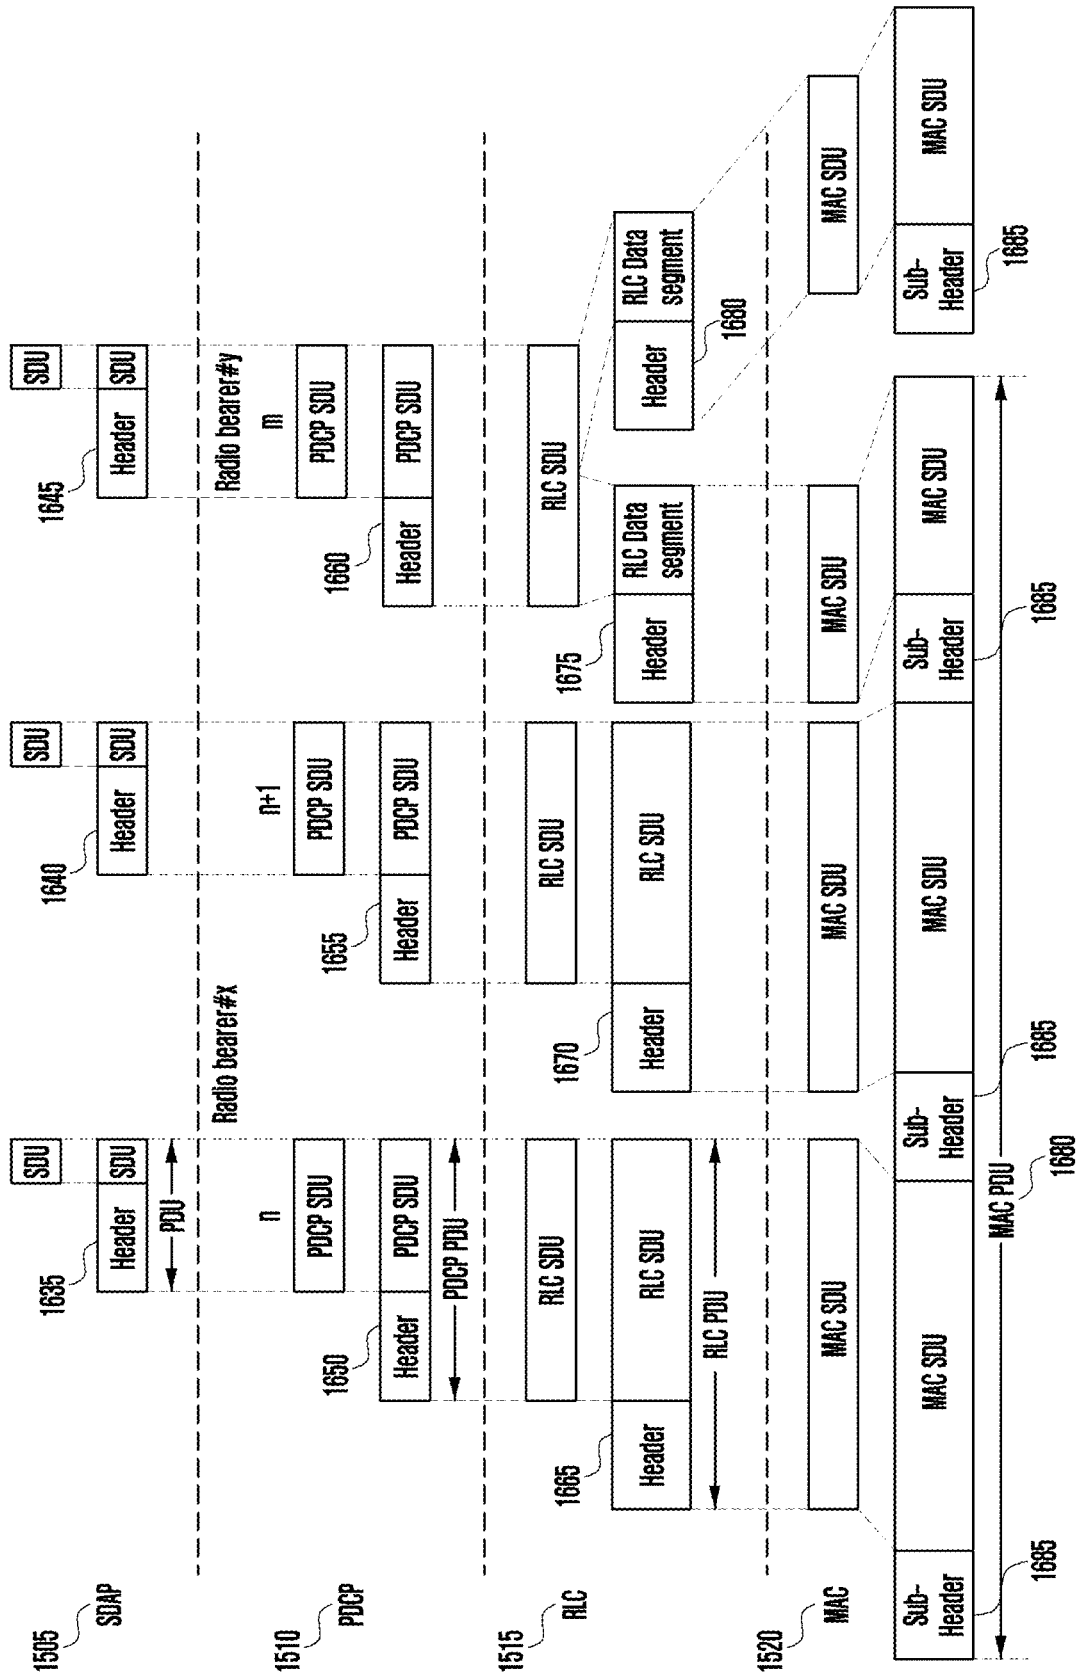 1505
SDAP
1635
1640
1645
SDU
SDU
SDU
Header
SDU
Header
SDU
Header
SDU
PDU
Radio bearer#x
Radio bearer#y
n
n+1
m
1510
PDCP
PDCP SDU
PDCP SDU
PDCP SDU
1650
1655
1660
Header
PDCP SDU
Header
PDCP SDU
Header
PDCP SDU
PDCP PDU
1515
RLC
RLC SDU
RLC SDU
RLC SDU
1665
1670
1675
Header
RLC SDU
Header
RLC SDU
Header
RLC Data
segment
Header
RLC Data
segment
1680
RLC PDU
1520
MAC
MAC SDU
MAC SDU
MAC SDU
MAC SDU
Sub-
Header
MAC SDU
Sub-
Header
MAC SDU
Sub-
Header
MAC SDU
Sub-
Header
MAC SDU
MAC PDU
1685
1685
1685
1685
1680